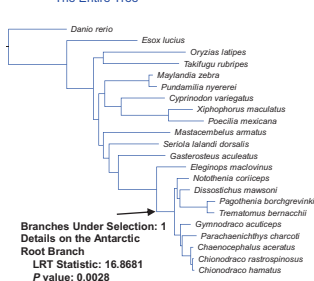 The Entire Tree
Danio rerio
Esox lucius
Oryzias latipes
Takifugu rubripes
Maylandia zebra
Pundamilia nyererei
Cyprinodon variegatus
Xiphophorus maculatus
Poecilia mexicana
Mastacembelus armatus
Seriola lalandi dorsalis
Gasterosteus aculeatus
Eleginops maclovinus
Notothenia coriiceps
Dissostichus mawsoni
Pagothenia borchgrevinki
Trematomus bernacchii
Gymnodraco acuticeps
Parachaenichthys charcoti
Chaenocephalus aceratus
Chionodraco rastrospinosus
Chionodraco hamatus
Branches Under Selection: 1
Details on the Antarctic
Root Branch
LRT Statistic: 16.8681
P value: 0.0028